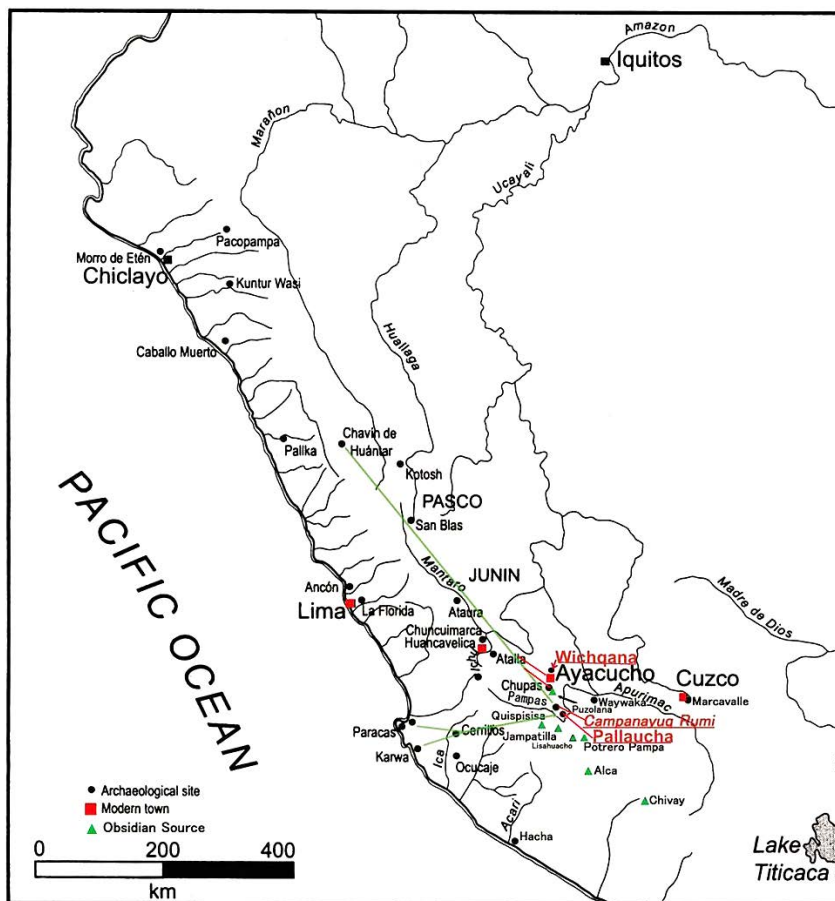 Amazon
Iquitos
Marañon
Ucayali
Pacopampa
Morro de Etén
Chiclayo
Kuntur Wasi
Huallaga
Caballo Muerto
Chavín de
Huántar
Palika
Kotosh
PACIFIC OCEAN
PASCO
San Blas
Mantaro
JUNIN
Ancón
Lima
La Florida
Ataura
Madre de Dios
Chuncuimarca
Huancavelica
Atalla
Wichqana
Ayacucho
Cuzco
Ichu
Chupas
Pampas
Apurimac
Waywaka
Marcavalle
Puzolana
Quispisisa
Campanayuq Rumi
Paracas
Cerrillos
Jampatilla
Pallaucha
Lisahuacho
Potrero Pampa
Karwa
Ica
Ocucaje
Alca
Archaeological site
Modern town
Obsidian Source
Acari
Chivay
Hacha
0 200 400
km
Lake
Titicaca